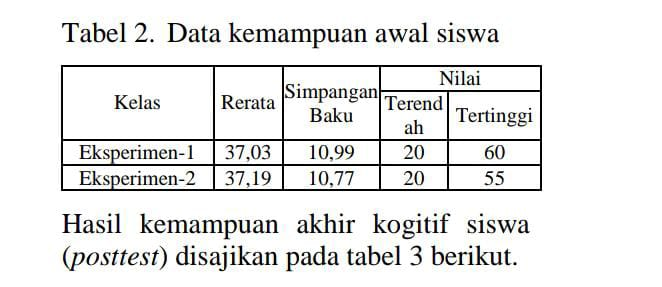 Tabel 2. Data kemampuan awal siswa
Kelas Rerata Simpangan Baku Nilai
Terendah Tertinggi
Eksperimen-1 37,03 10,99 20 60
Eksperimen-2 37,19 10,77 20 55
Hasil kemampuan akhir kogitif siswa
(posttest) disajikan pada tabel 3 berikut.